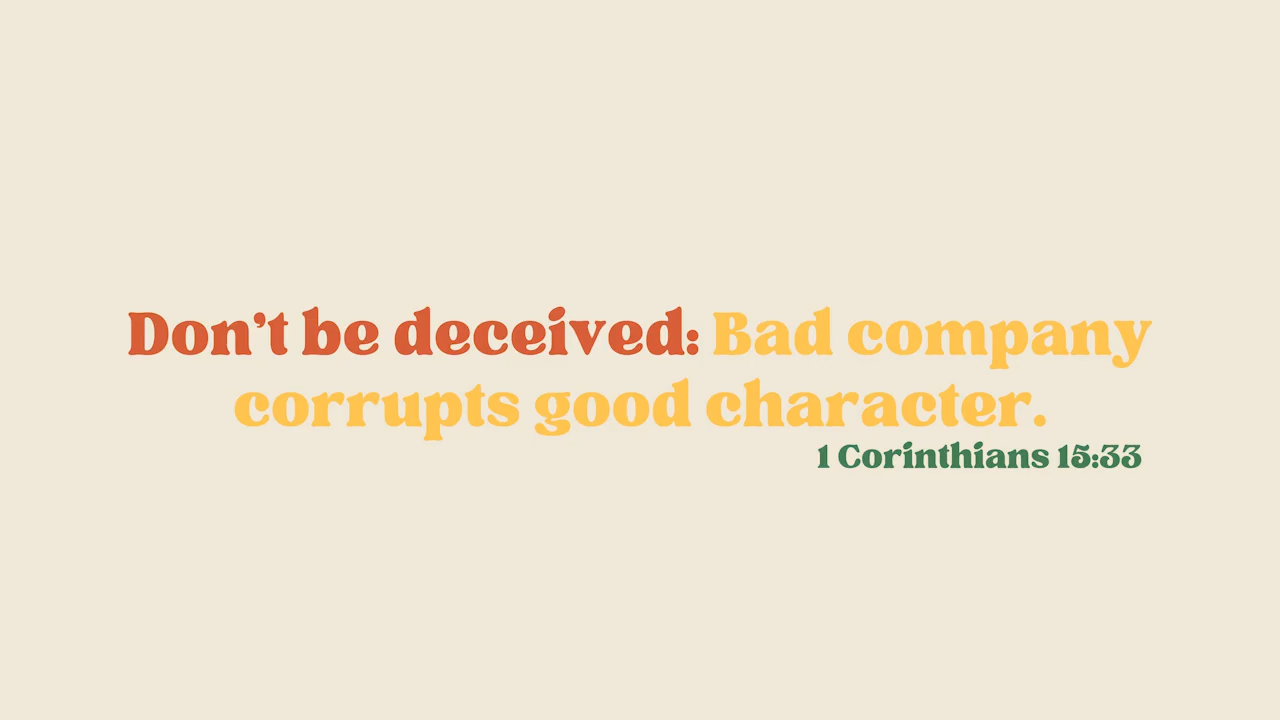 Don’t be deceived: Bad company
corrupts good character.
1 Corinthians 15:33